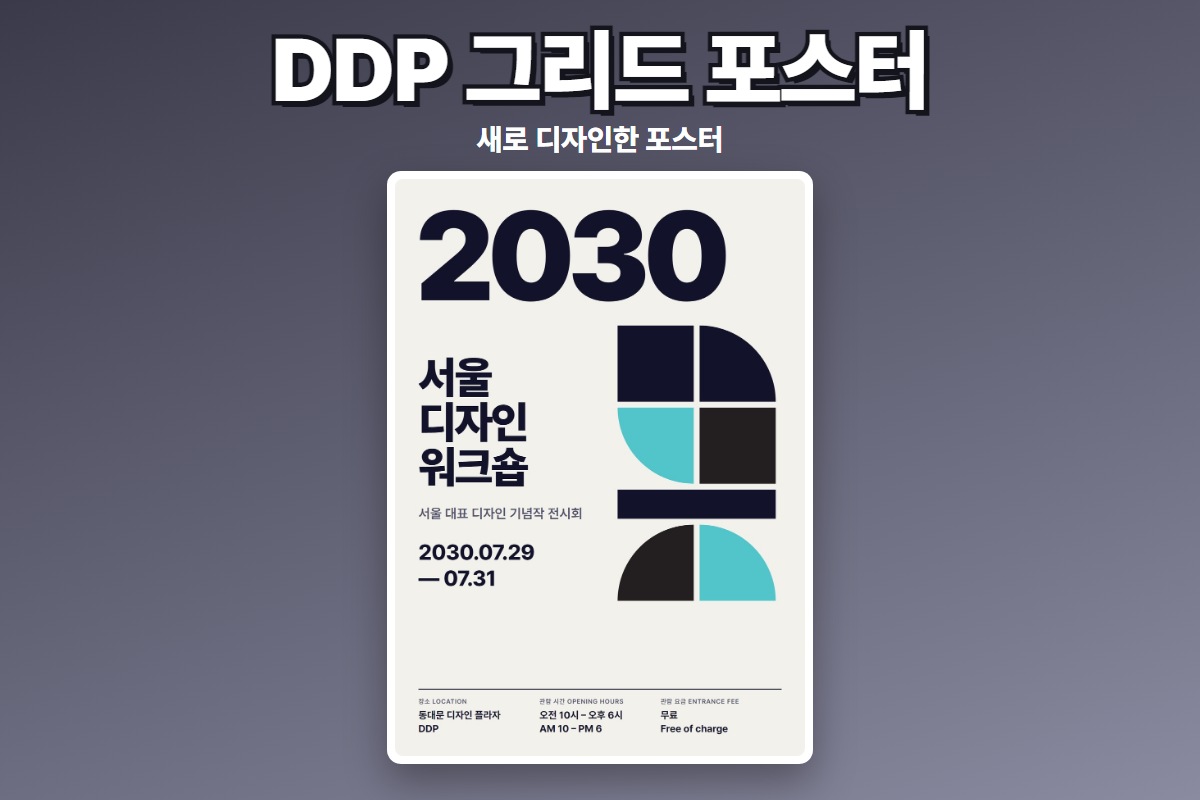 DDP 그리드 포스터
새로 디자인한 포스터
2030
서울
디자인
워크숍
서울 대표 디자인 기념작 전시회
2030.07.29
— 07.31
장소 LOCATION
동대문 디자인 플라자
DDP
관람 시간 OPENING HOURS
오전 10시 – 오후 6시
AM 10 – PM 6
관람 요금 ENTRANCE FEE
무료
Free of charge